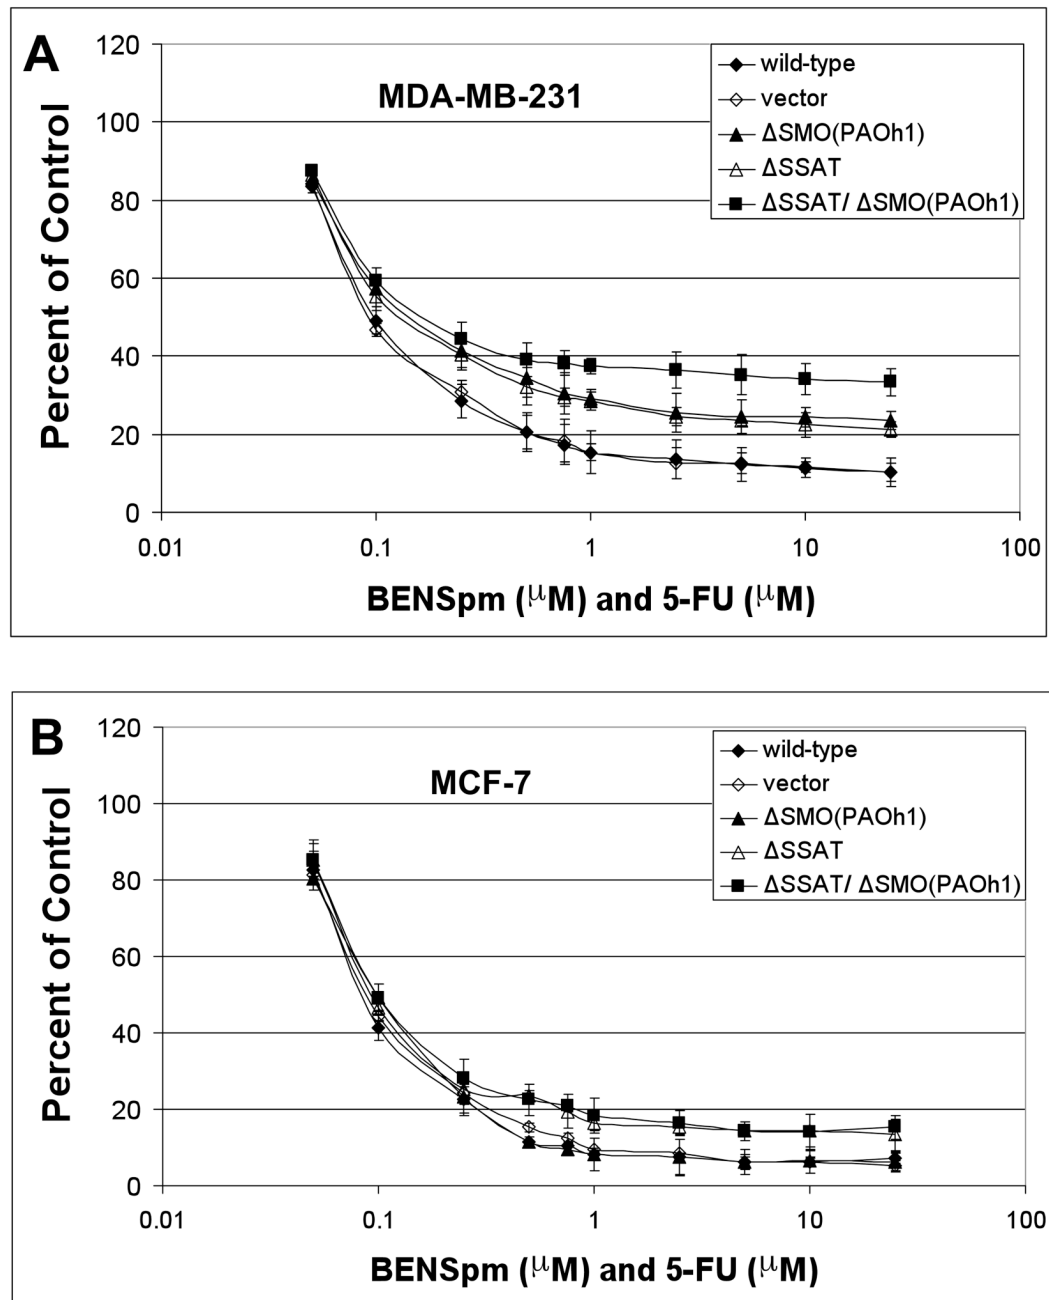 A
MDA-MB-231
Percent of Control
120
100
80
60
40
20
0
0.01 0.1 1 10 100
BENSpm (μM) and 5-FU (μM)
wild-type
vector
ΔSMO(PAOh1)
ΔSSAT
ΔSSAT/ ΔSMO(PAOh1)
B
MCF-7
Percent of Control
120
100
80
60
40
20
0
0.01 0.1 1 10 100
BENSpm (μM) and 5-FU (μM)
wild-type
vector
ΔSMO(PAOh1)
ΔSSAT
ΔSSAT/ ΔSMO(PAOh1)